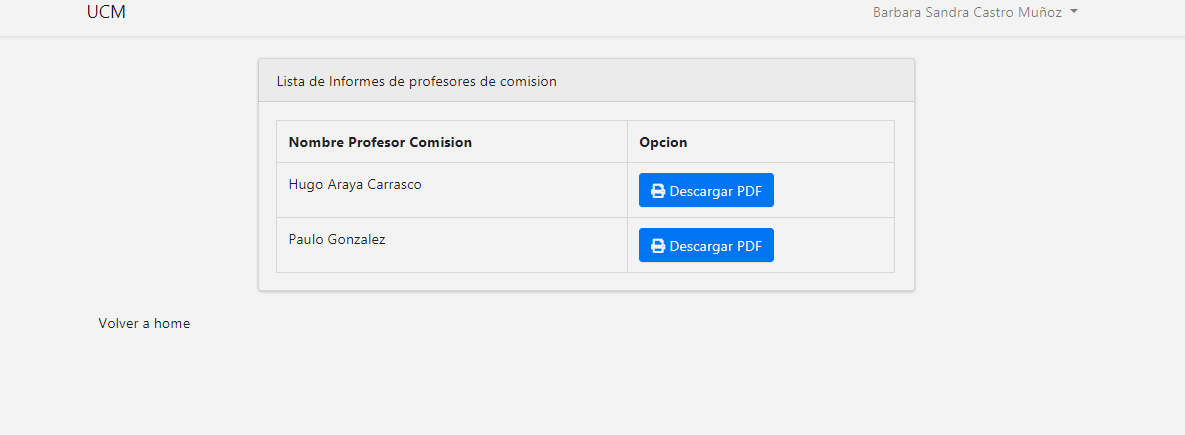 UCM
Barbara Sandra Castro Muñoz
Lista de Informes de profesores de comision
Nombre Profesor Comision Opcion
Hugo Araya Carrasco Descargar PDF
Paulo Gonzalez Descargar PDF
Volver a home